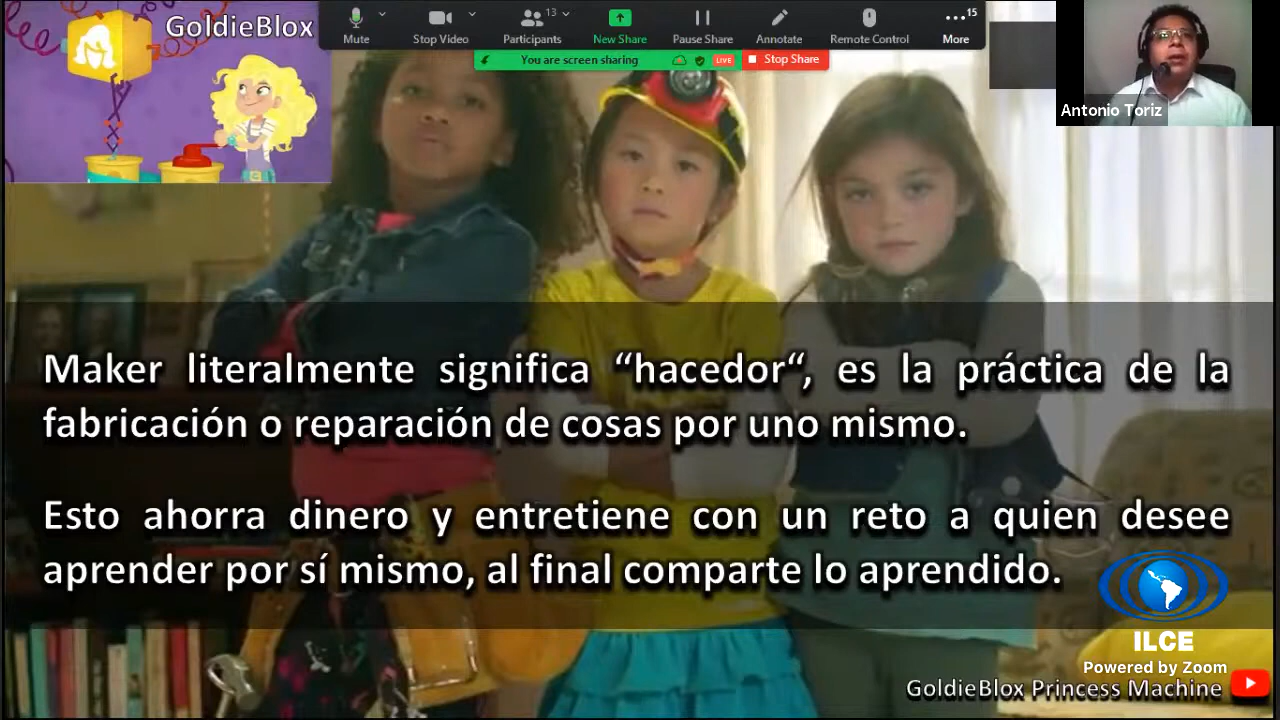 GoldieBlox
Mute
Stop Video
13
Participants
New Share
Pause Share
Annotate
Remote Control
15
More
You are screen sharing
LIVE
Stop Share
Antonio Toriz
Maker literalmente significa “hacedor“, es la práctica de la
fabricación o reparación de cosas por uno mismo.
Esto ahorra dinero y entretiene con un reto a quien desee
aprender por sí mismo, al final comparte lo aprendido.
ILCE
Powered by Zoom
GoldieBlox Princess Machine